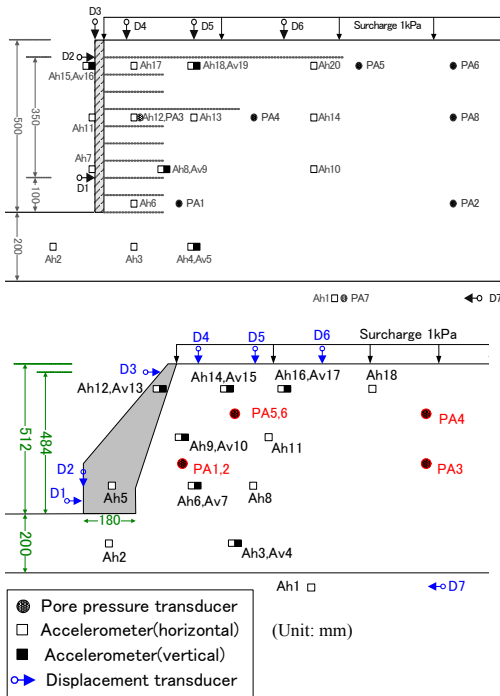 D3
D4 D5 D6 Surcharge 1kPa
D2
Ah15,Av16 Ah17 Ah18,Av19 Ah20 PA5 PA6
500 350
Ah11 Ah12,PA3 Ah13 PA4 Ah14 PA8
Ah7 Ah8,Av9 Ah10
D1
100
Ah6 PA1 PA2
200
Ah2 Ah3 Ah4,Av5
Ah1 PA7 D7
D4 D5 D6 Surcharge 1kPa
D3
Ah12,Av13 Ah14,Av15 Ah16,Av17 Ah18
PA5,6 PA4
512 484
Ah9,Av10 Ah11
D2 PA1,2 PA3
D1 Ah5 Ah6,Av7 Ah8
180
200
Ah2 Ah3,Av4
Ah1 D7
Pore pressure transducer
Accelerometer(horizontal) (Unit: mm)
Accelerometer(vertical)
Displacement transducer